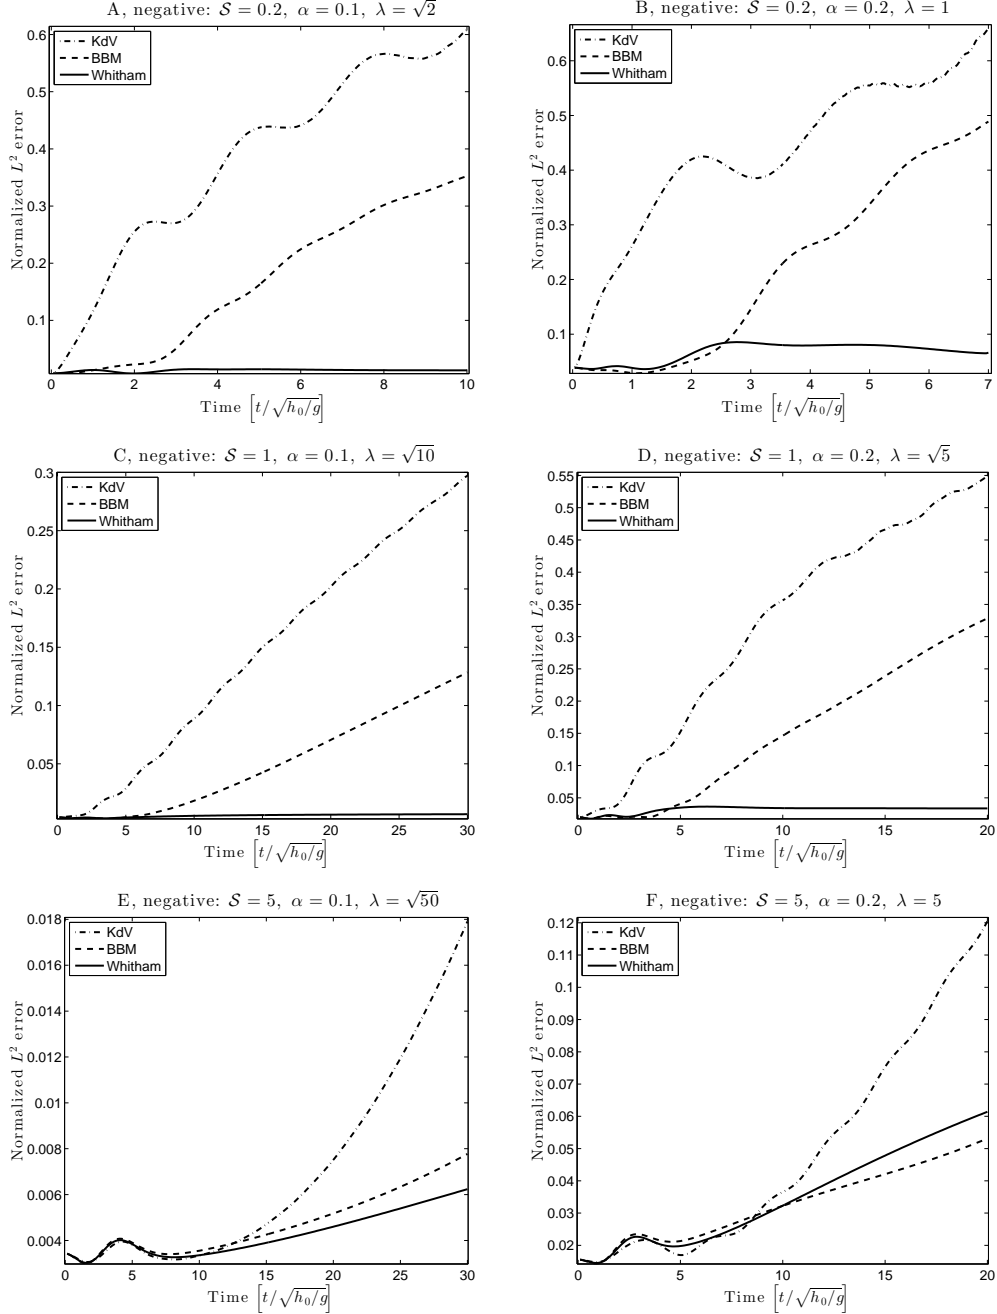 A, negative: 𝒮 = 0.2, α = 0.1, λ = √2
KdV
BBM
Whitham
Normalized L² error
0.6
0.5
0.4
0.3
0.2
0.1
0 2 4 6 8 10
Time [t/√h₀/g]
B, negative: 𝒮 = 0.2, α = 0.2, λ = 1
KdV
BBM
Whitham
Normalized L² error
0.6
0.5
0.4
0.3
0.2
0.1
0 1 2 3 4 5 6 7
Time [t/√h₀/g]
C, negative: 𝒮 = 1, α = 0.1, λ = √10
KdV
BBM
Whitham
Normalized L² error
0.3
0.25
0.2
0.15
0.1
0.05
0 5 10 15 20 25 30
Time [t/√h₀/g]
D, negative: 𝒮 = 1, α = 0.2, λ = √5
KdV
BBM
Whitham
Normalized L² error
0.55
0.5
0.45
0.4
0.35
0.3
0.25
0.2
0.15
0.1
0.05
0 5 10 15 20
Time [t/√h₀/g]
E, negative: 𝒮 = 5, α = 0.1, λ = √50
KdV
BBM
Whitham
Normalized L² error
0.018
0.016
0.014
0.012
0.01
0.008
0.006
0.004
0 5 10 15 20 25 30
Time [t/√h₀/g]
F, negative: 𝒮 = 5, α = 0.2, λ = 5
KdV
BBM
Whitham
Normalized L² error
0.12
0.11
0.1
0.09
0.08
0.07
0.06
0.05
0.04
0.03
0.02
0 5 10 15 20
Time [t/√h₀/g]